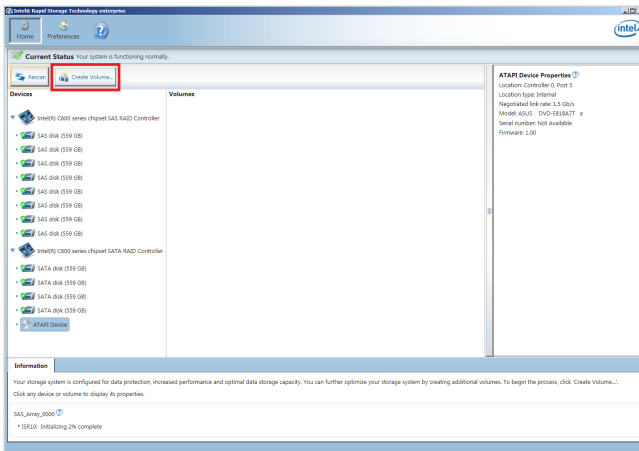 Intel® Rapid Storage Technology enterprise
Home
Preferences
intel
Current Status Your system is functioning normally.
Rescan
Create Volume...
Devices
Volumes
Intel(R) C600 series chipset SAS RAID Controller
SAS disk (559 GB)
SAS disk (559 GB)
SAS disk (559 GB)
SAS disk (559 GB)
SAS disk (559 GB)
SAS disk (559 GB)
SAS disk (559 GB)
SAS disk (559 GB)
Intel(R) C600 series chipset SATA RAID Controller
SATA disk (559 GB)
SATA disk (559 GB)
SATA disk (559 GB)
SATA disk (559 GB)
ATAPI Device
ATAPI Device Properties ?
Location: Controller 0, Port 5
Location type: Internal
Negotiated link rate: 1.5 Gb/s
Model: ASUS DVD-E818A7T a
Serial number: Not Available
Firmware: 1.00
Information
Your storage system is configured for data protection, increased performance and optimal data storage capacity. You can further optimize your storage system by creating additional volumes. To begin the process, click 'Create Volume...'.
Click any device or volume to display its properties.
SAS_Array_0000 ?
• ISR10: Initializing 2% complete